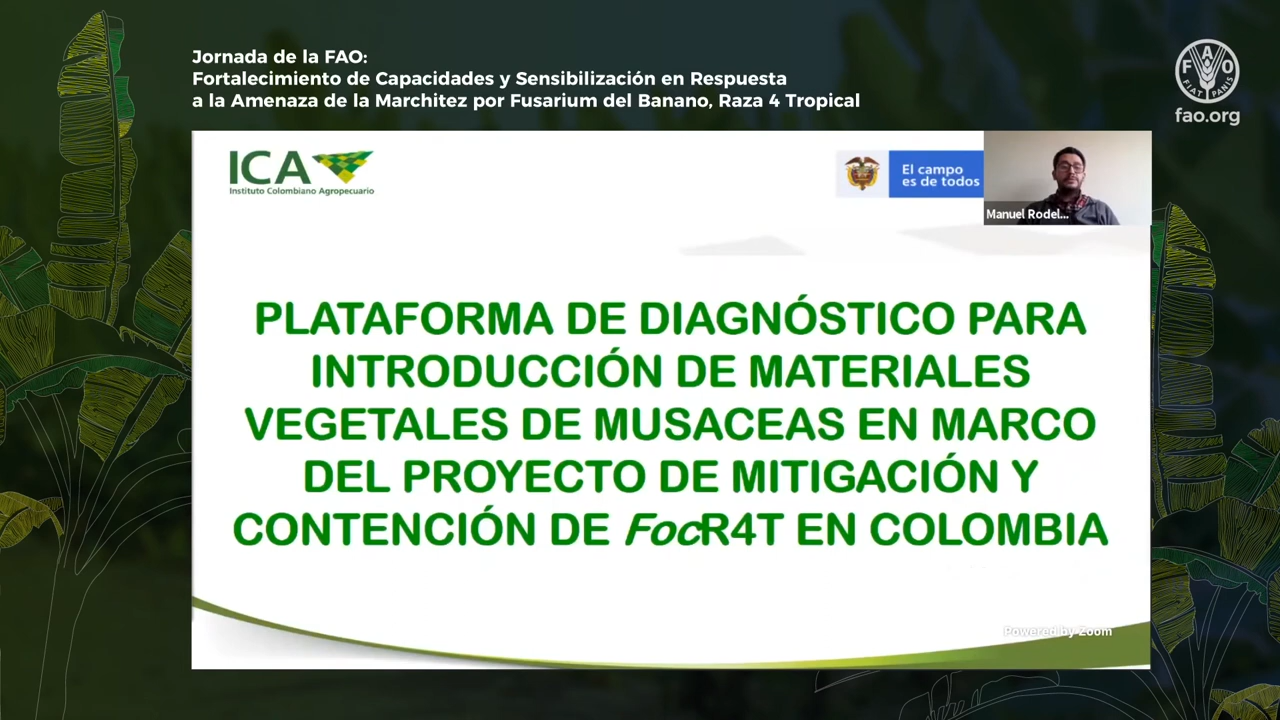 Jornada de la FAO:
Fortalecimiento de Capacidades y Sensibilización en Respuesta
a la Amenaza de la Marchitez por Fusarium del Banano, Raza 4 Tropical
FAO
FIAT PANIS
fao.org
ICA
Instituto Colombiano Agropecuario
El campo
es de todos
Manuel Rodel...
PLATAFORMA DE DIAGNÓSTICO PARA
INTRODUCCIÓN DE MATERIALES
VEGETALES DE MUSACEAS EN MARCO
DEL PROYECTO DE MITIGACIÓN Y
CONTENCIÓN DE FocR4T EN COLOMBIA
Powered by Zoom